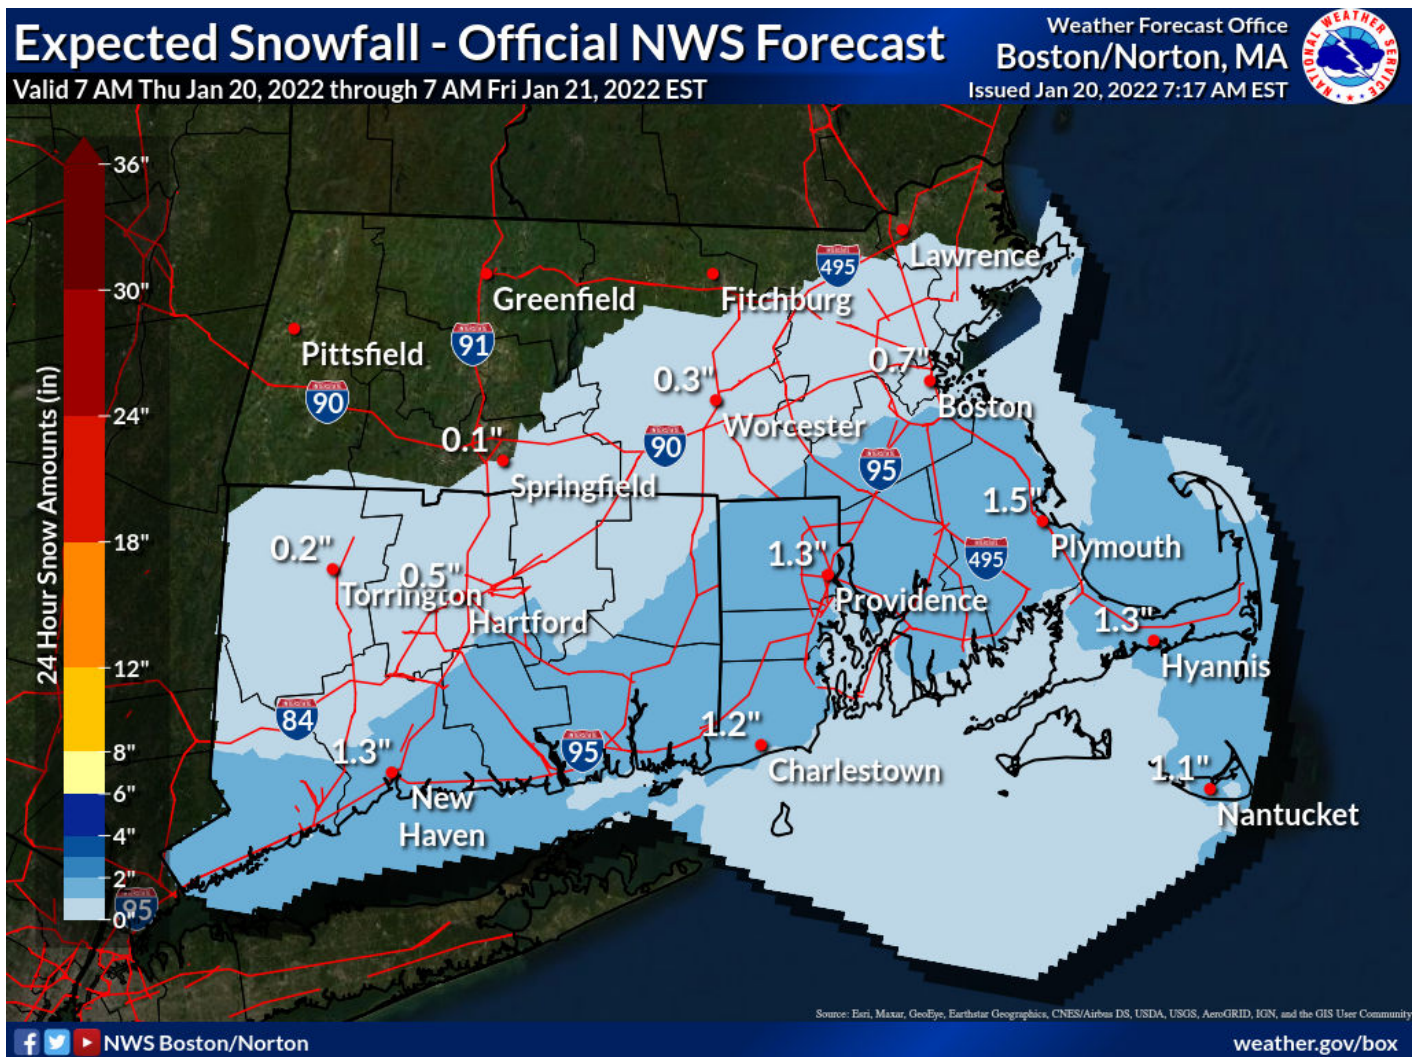 Expected Snowfall - Official NWS Forecast
Valid 7 AM Thu Jan 20, 2022 through 7 AM Fri Jan 21, 2022 EST
Weather Forecast Office
Boston/Norton, MA
Issued Jan 20, 2022 7:17 AM EST
NATIONAL WEATHER SERVICE
24 Hour Snow Amounts (in)
36"
30"
24"
18"
12"
8"
6"
4"
2"
0"
Lawrence
495
Greenfield
Fitchburg
91
Pittsfield
90
0.7"
Boston
0.3"
Worcester
0.1"
Springfield
90
95
1.5"
Plymouth
0.2"
Torrington
0.5"
Hartford
1.3"
Providence
495
1.3"
Hyannis
84
1.3"
New
Haven
95
1.2"
Charlestown
1.1"
Nantucket
95
Source: Esri, Maxar, GeoEye, Earthstar Geographics, CNES/Airbus DS, USDA, USGS, AeroGRID, IGN, and the GIS User Community
NWS Boston/Norton
weather.gov/box